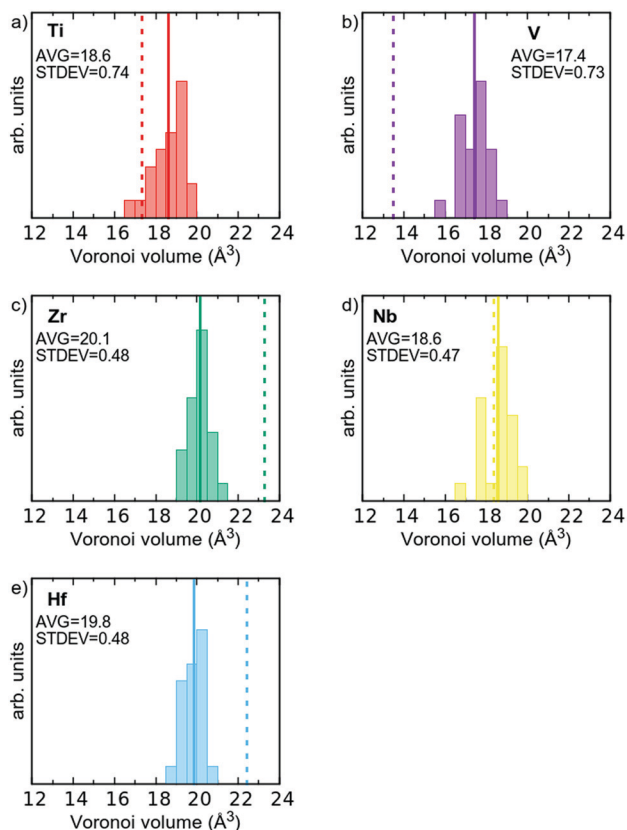 a)
Ti
AVG=18.6
STDEV=0.74
arb. units
12 14 16 18 20 22 24
Voronoi volume (Å³)
b)
V
AVG=17.4
STDEV=0.73
arb. units
12 14 16 18 20 22 24
Voronoi volume (Å³)
c)
Zr
AVG=20.1
STDEV=0.48
arb. units
12 14 16 18 20 22 24
Voronoi volume (Å³)
d)
Nb
AVG=18.6
STDEV=0.47
arb. units
12 14 16 18 20 22 24
Voronoi volume (Å³)
e)
Hf
AVG=19.8
STDEV=0.48
arb. units
12 14 16 18 20 22 24
Voronoi volume (Å³)